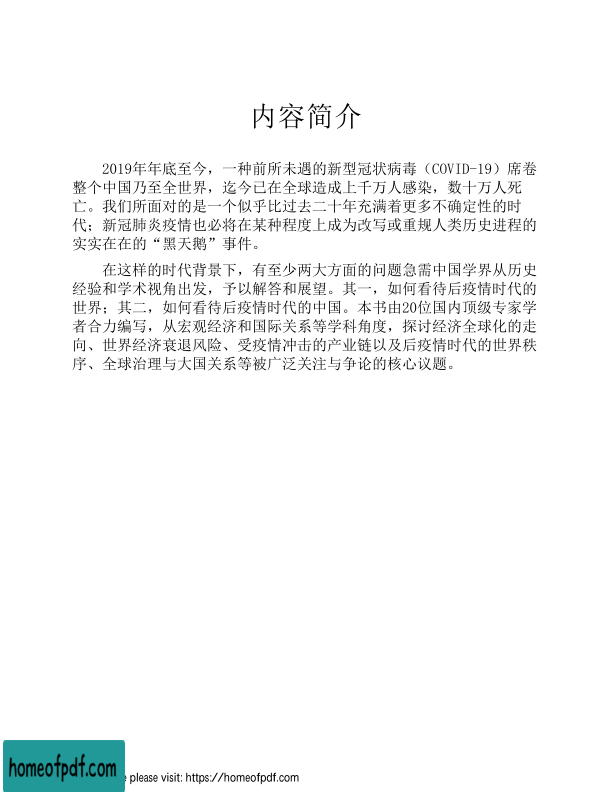 内容简介
2019年年底至今，一种前所未遇的新型冠状病毒（COVID-19）席卷
整个中国乃至全世界，迄今已在全球造成上千万人感染，数十万人死
亡。我们所面对的是一个似乎比过去二十年充满着更多不确定性的时
代；新冠肺炎疫情也必将在某种程度上成为改写或重规人类历史进程的
实实在在的“黑天鹅”事件。
在这样的时代背景下，有至少两大方面的问题急需中国学界从历史
经验和学术视角出发，予以解答和展望。其一，如何看待后疫情时代的
世界；其二，如何看待后疫情时代的中国。本书由20位国内顶级专家学
者合力编写，从宏观经济和国际关系等学科角度，探讨经济全球化的走
向、世界经济衰退风险、受疫情冲击的产业链以及后疫情时代的世界秩
序、全球治理与大国关系等被广泛关注与争论的核心议题。
homeofpdf.com
please visit: https://homeofpdf.com